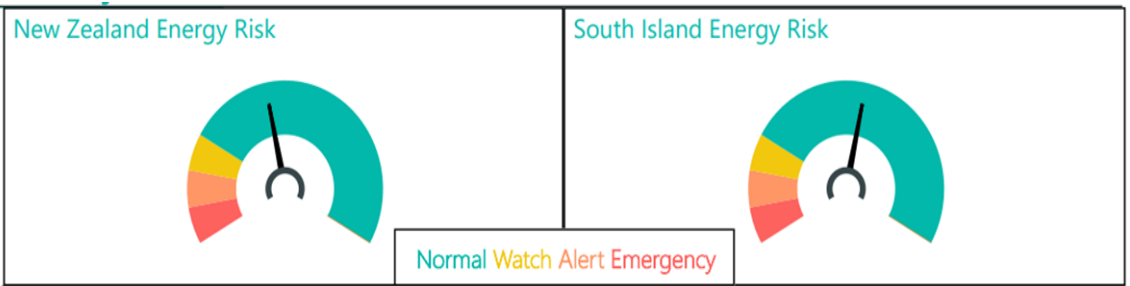 New Zealand Energy Risk
South Island Energy Risk
Normal Watch Alert Emergency